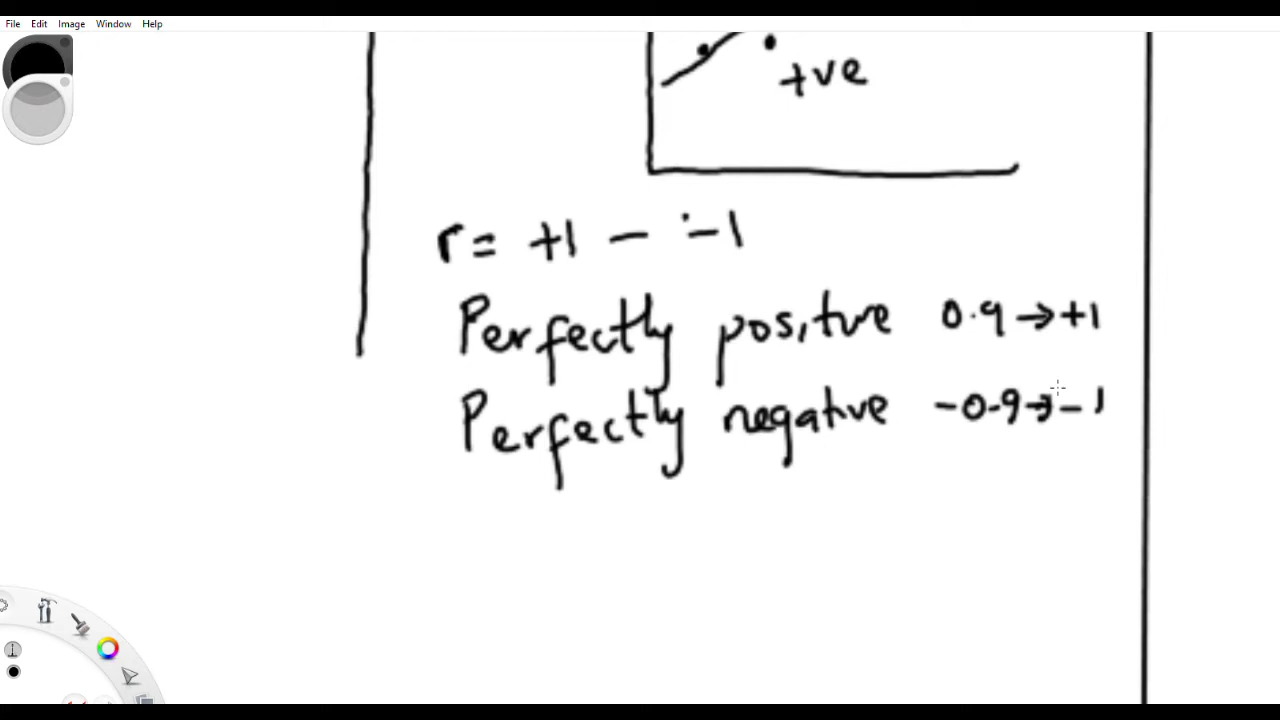 File Edit Image Window Help
+ve
r= +1 — -1
Perfectly positive 0.9→+1
Perfectly negative -0.9→-1